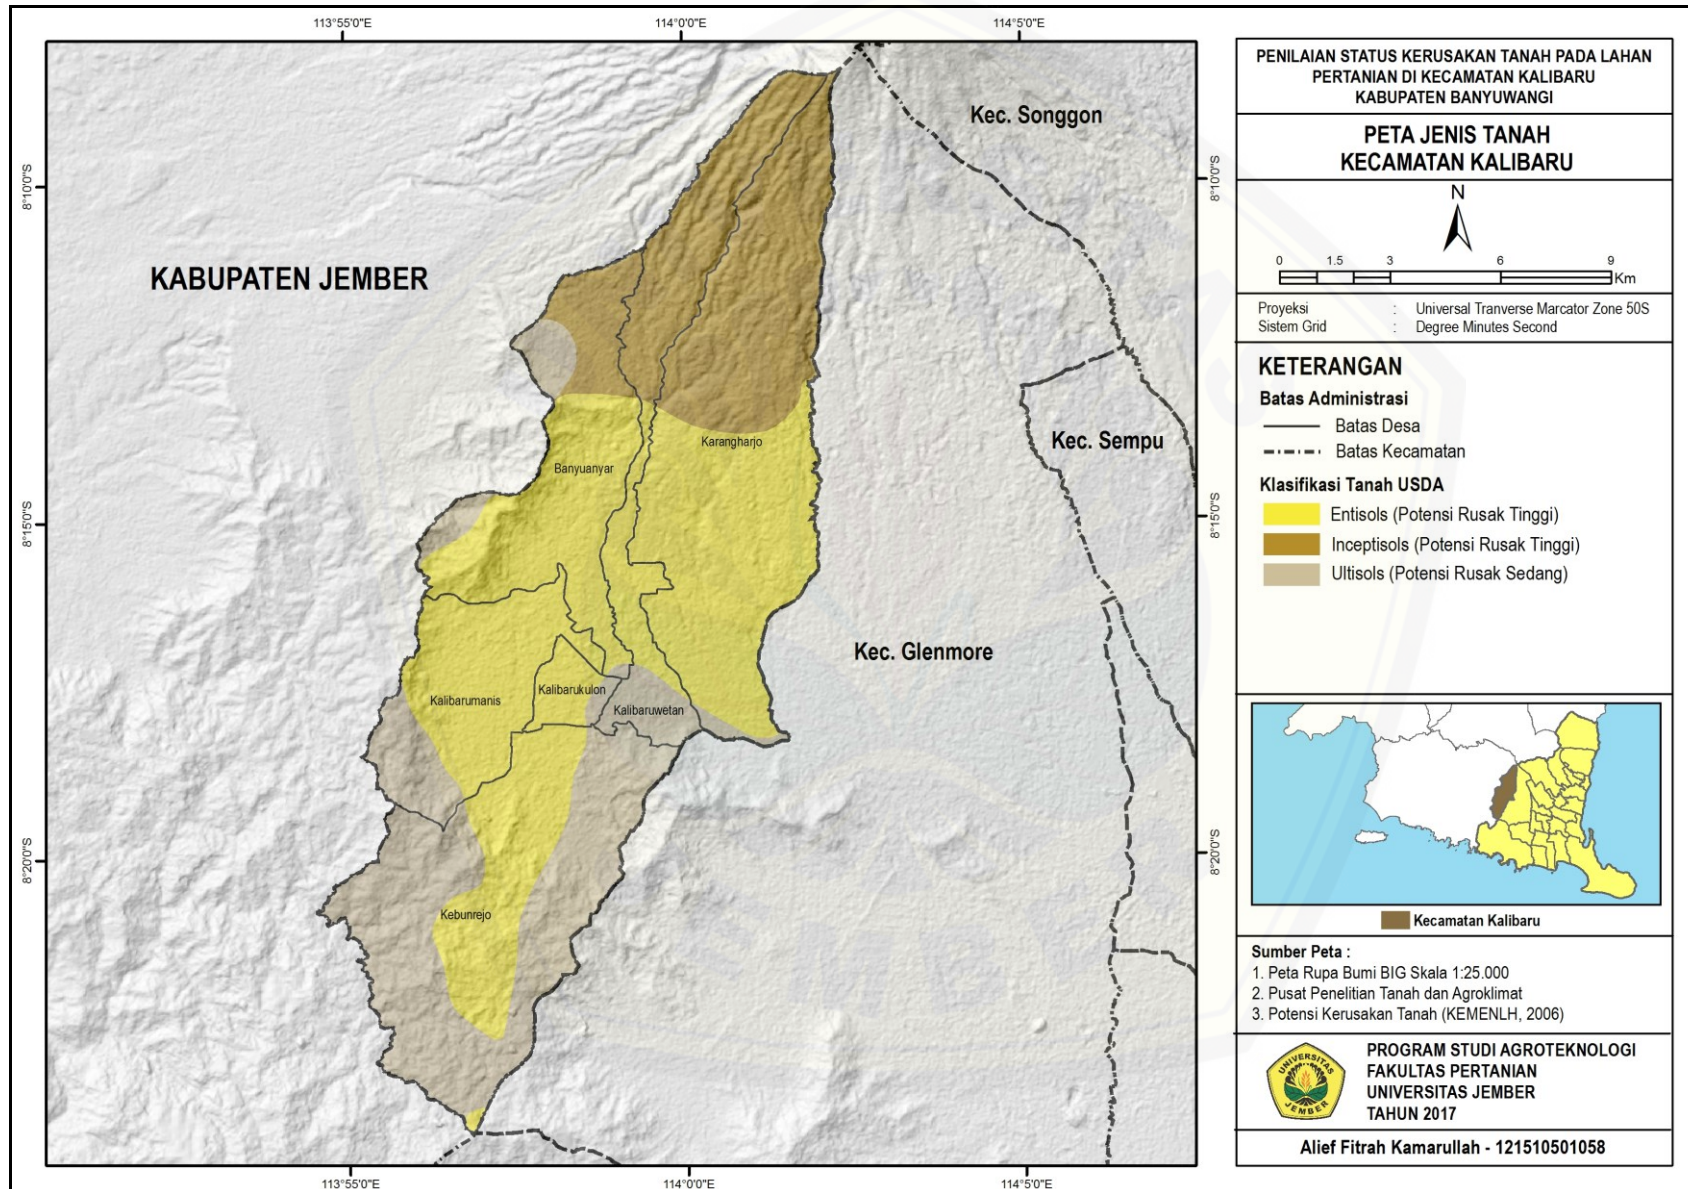 113°55'0"E
114°0'0"E
114°5'0"E
8°10'0"S
8°15'0"S
8°20'0"S
8°10'0"S
8°15'0"S
8°20'0"S
113°55'0"E
114°0'0"E
114°5'0"E
KABUPATEN JEMBER
Kec. Songgon
Kec. Sempu
Kec. Glenmore
Karangharjo
Banyuanyar
Kalibarumanis
Kalibarukulon
Kalibaruwetan
Kebunrejo
PENILAIAN STATUS KERUSAKAN TANAH PADA LAHAN
PERTANIAN DI KECAMATAN KALIBARU
KABUPATEN BANYUWANGI
PETA JENIS TANAH
KECAMATAN KALIBARU
N
0 1.5 3 6 9
Km
Proyeksi : Universal Tranverse Marcator Zone 50S
Sistem Grid : Degree Minutes Second
KETERANGAN
Batas Administrasi
Batas Desa
Batas Kecamatan
Klasifikasi Tanah USDA
Entisols (Potensi Rusak Tinggi)
Inceptisols (Potensi Rusak Tinggi)
Ultisols (Potensi Rusak Sedang)
Kecamatan Kalibaru
Sumber Peta :
1. Peta Rupa Bumi BIG Skala 1:25.000
2. Pusat Penelitian Tanah dan Agroklimat
3. Potensi Kerusakan Tanah (KEMENLH, 2006)
UNIVERSITAS
JEMBER
PROGRAM STUDI AGROTEKNOLOGI
FAKULTAS PERTANIAN
UNIVERSITAS JEMBER
TAHUN 2017
Alief Fitrah Kamarullah - 121510501058